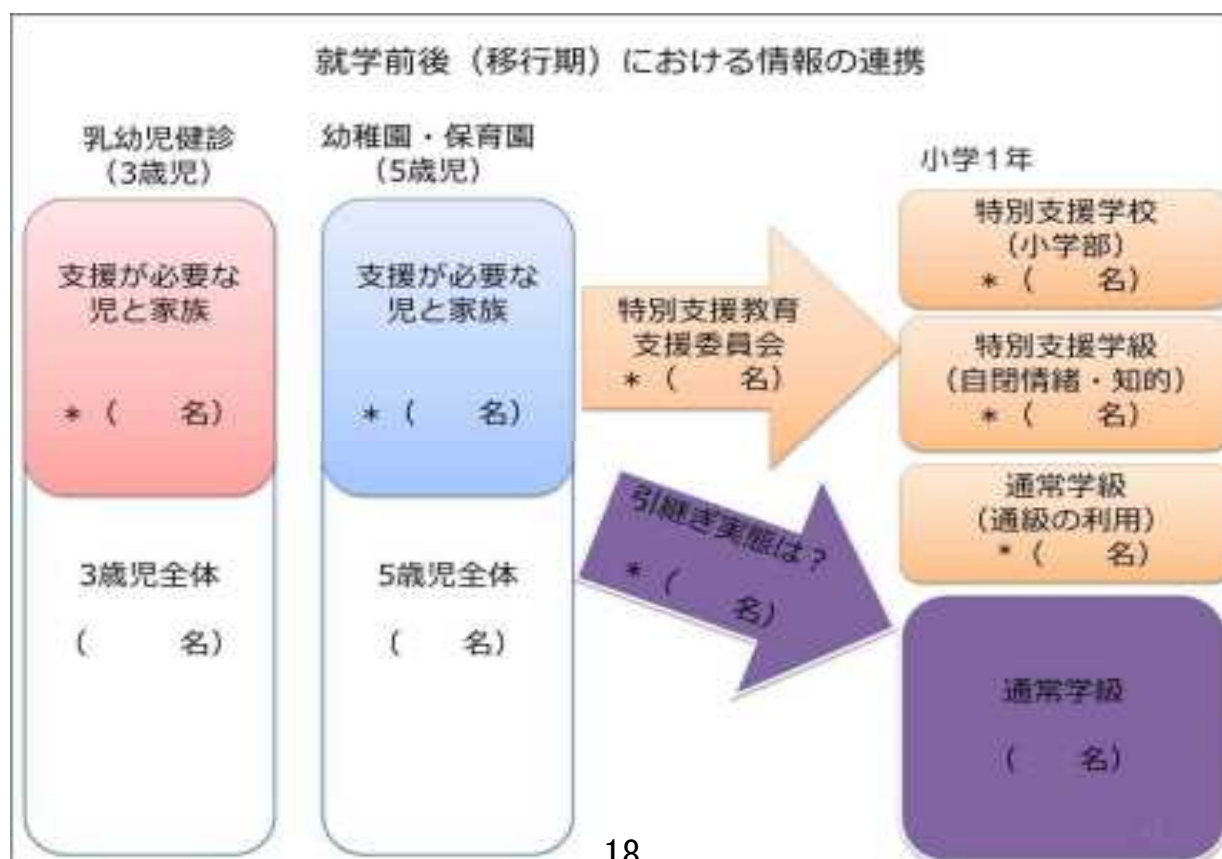 就学前後（移行期）における情報の連携
乳幼児健診
（3歳児）
支援が必要な
児と家族
*（　　名）
3歳児全体
（　　名）
幼稚園・保育園
（5歳児）
支援が必要な
児と家族
*（　　名）
5歳児全体
（　　名）
特別支援教育
支援委員会
*（　　名）
引継ぎ実態は？
*（　　名）
小学1年
特別支援学校
（小学部）
*（　　名）
特別支援学級
（自閉情緒・知的）
*（　　名）
通常学級
（通級の利用）
*（　　名）
通常学級
（　　名）
18